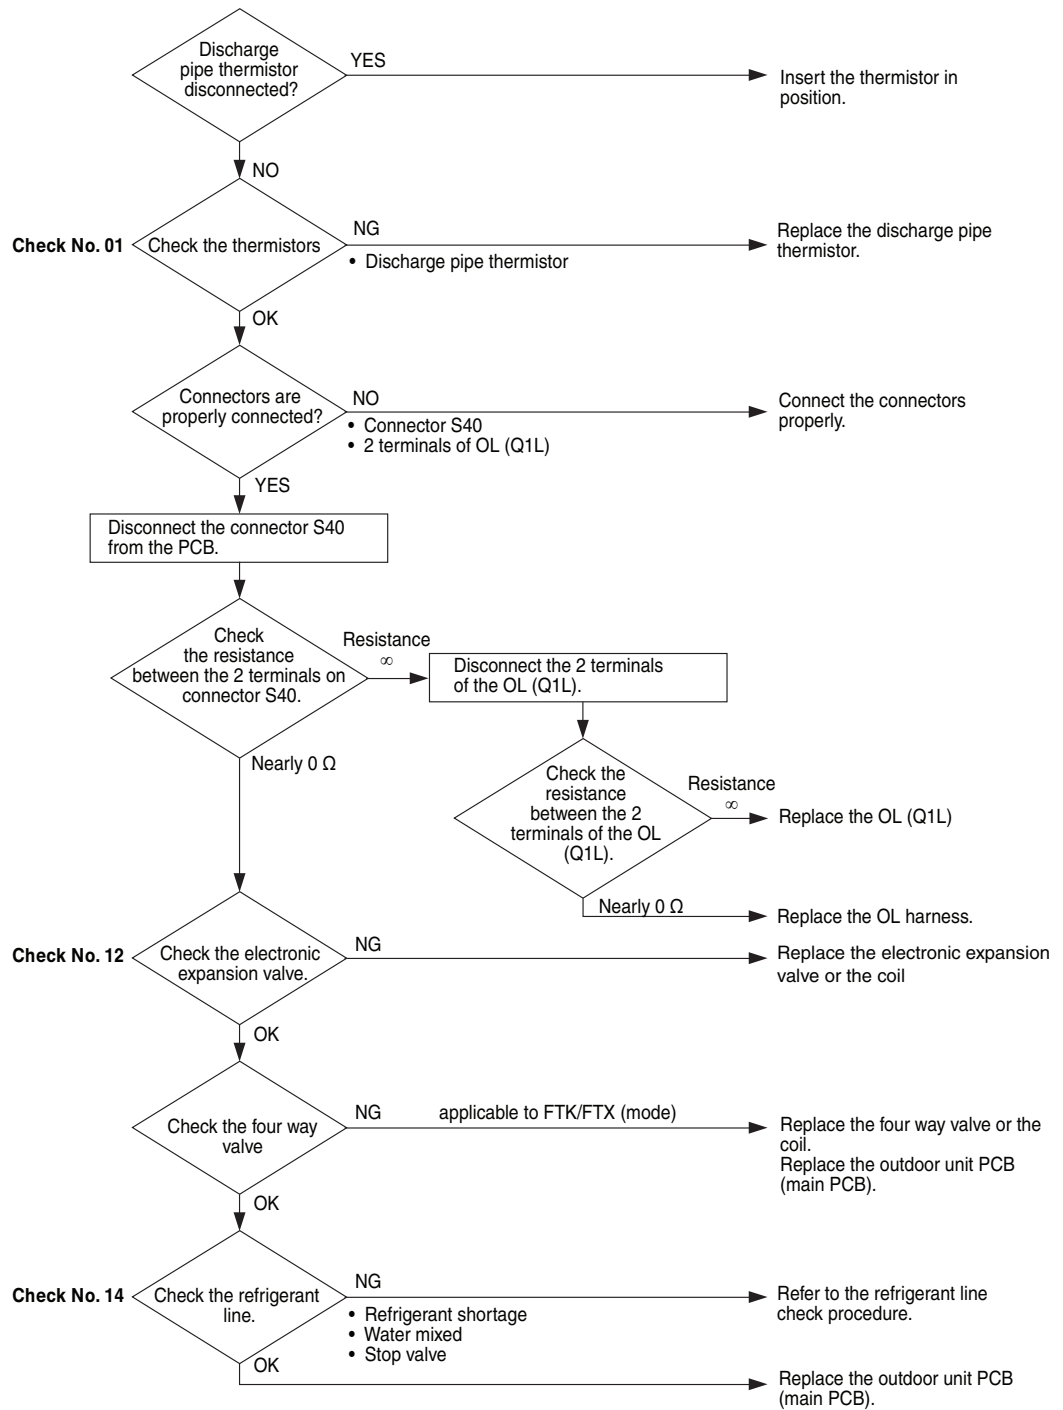 Discharge
pipe thermistor
disconnected?
YES
Insert the thermistor in
position.
NO
Check No. 01
Check the thermistors
NG
• Discharge pipe thermistor
Replace the discharge pipe
thermistor.
OK
Connectors are
properly connected?
NO
• Connector S40
• 2 terminals of OL (Q1L)
Connect the connectors
properly.
YES
Disconnect the connector S40
from the PCB.
Check
the resistance
between the 2 terminals on
connector S40.
Resistance
∞
Disconnect the 2 terminals
of the OL (Q1L).
Nearly 0 Ω
Check the
resistance
between the 2
terminals of the OL
(Q1L).
Resistance
∞
Replace the OL (Q1L)
Nearly 0 Ω
Replace the OL harness.
Check No. 12
Check the electronic
expansion valve.
NG
Replace the electronic expansion
valve or the coil
OK
Check the four way
valve
NG
applicable to FTK/FTX (mode)
Replace the four way valve or the
coil.
Replace the outdoor unit PCB
(main PCB).
OK
Check No. 14
Check the refrigerant
line.
NG
• Refrigerant shortage
• Water mixed
• Stop valve
Refer to the refrigerant line
check procedure.
OK
Replace the outdoor unit PCB
(main PCB).